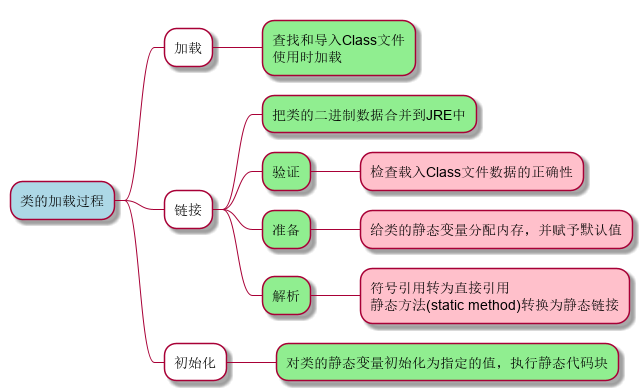 类的加载过程
加载
查找和导入Class文件
使用时加载
链接
把类的二进制数据合并到JRE中
验证
检查载入Class文件数据的正确性
准备
给类的静态变量分配内存，并赋予默认值
解析
符号引用转为直接引用
静态方法(static method)转换为静态链接
初始化
对类的静态变量初始化为指定的值，执行静态代码块